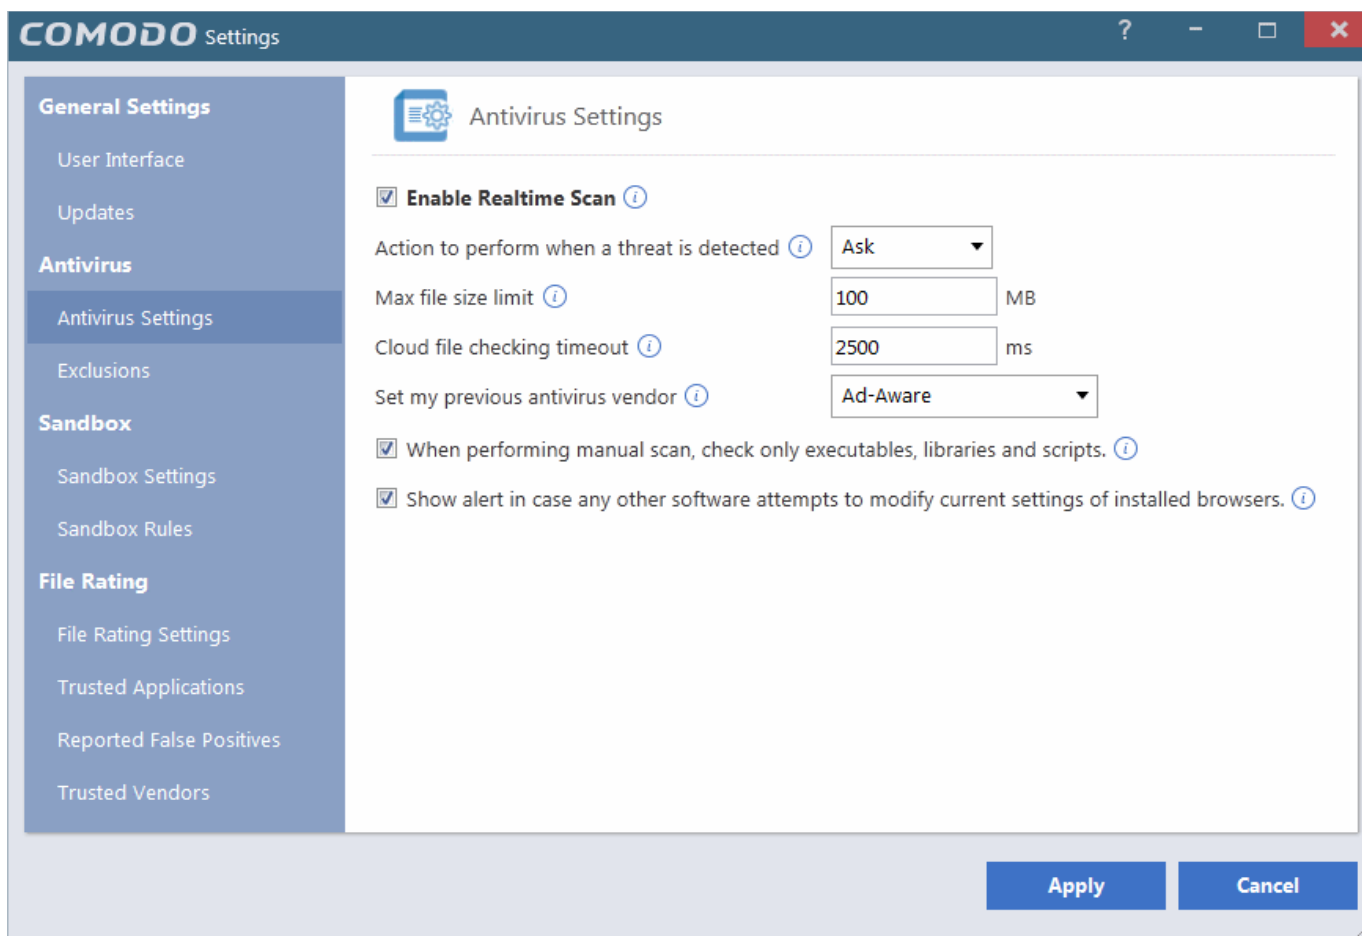 COMODO Settings
?
General Settings
User Interface
Updates
Antivirus
Antivirus Settings
Exclusions
Sandbox
Sandbox Settings
Sandbox Rules
File Rating
File Rating Settings
Trusted Applications
Reported False Positives
Trusted Vendors
Antivirus Settings
Enable Realtime Scan i
Action to perform when a threat is detected i Ask
Max file size limit i 100 MB
Cloud file checking timeout i 2500 ms
Set my previous antivirus vendor i Ad-Aware
When performing manual scan, check only executables, libraries and scripts. i
Show alert in case any other software attempts to modify current settings of installed browsers. i
Apply Cancel